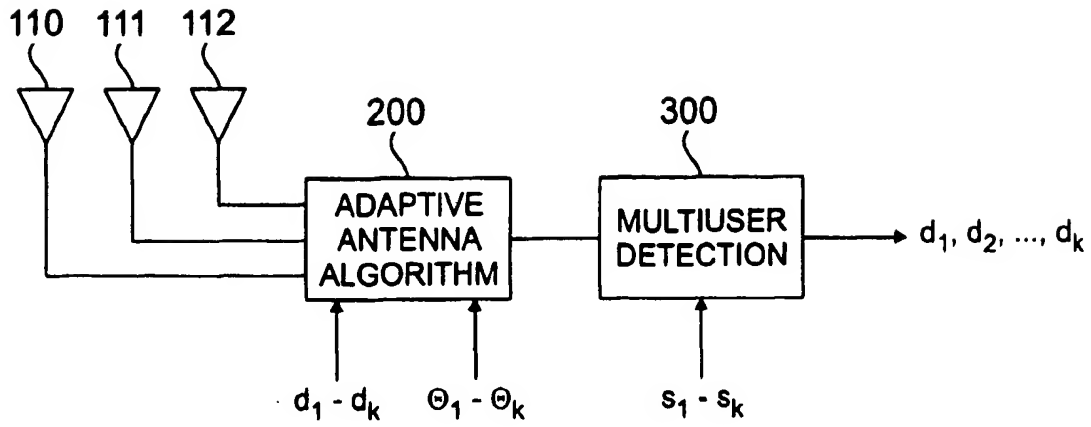 110 111 112
200
300
ADAPTIVE
ANTENNA
ALGORITHM
MULTIUSER
DETECTION
d1, d2, ..., dk
d1 - dk
Θ1 - Θk
s1 - sk